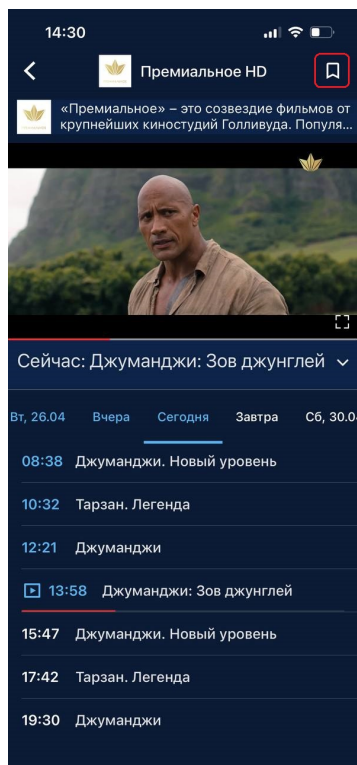 14:30
Премиальное HD
«Премиальное» – это созвездие фильмов от
крупнейших киностудий Голливуда. Популя...
Сейчас: Джуманджи: Зов джунглей
Вт, 26.04 Вчера Сегодня Завтра Сб, 30.0
08:38 Джуманджи. Новый уровень
10:32 Тарзан. Легенда
12:21 Джуманджи
13:58 Джуманджи: Зов джунглей
15:47 Джуманджи. Новый уровень
17:42 Тарзан. Легенда
19:30 Джуманджи